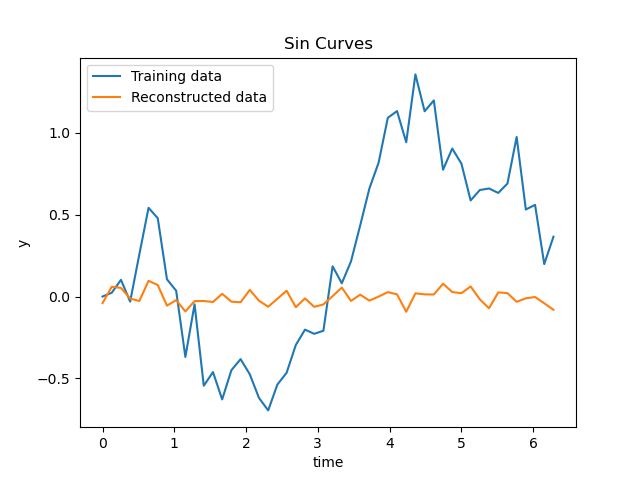 Sin Curves
Training data
Reconstructed data
1.0
0.5
0.0
−0.5
y
0 1 2 3 4 5 6
time